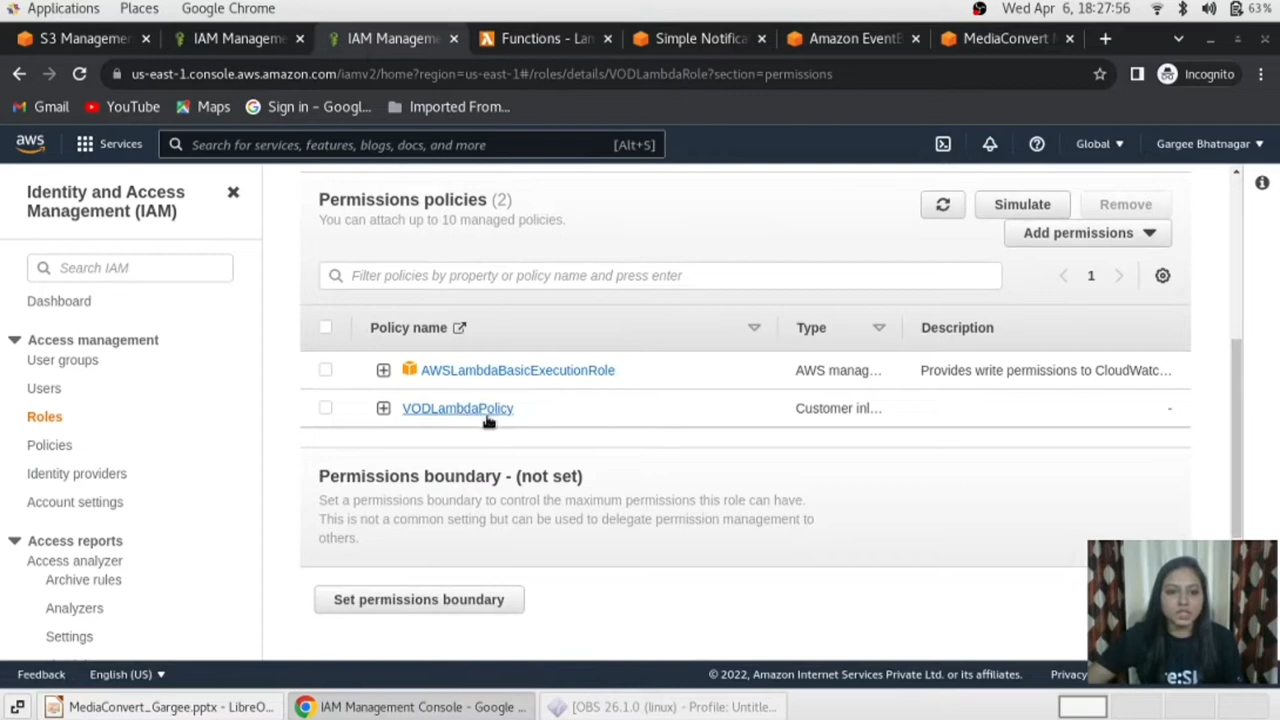 Applications Places Google Chrome Wed Apr 6, 18:27:56 63%
S3 Manageme IAM Managem IAM Managem Functions - Lan Simple Notifica Amazon EventB MediaConvert
us-east-1.console.aws.amazon.com/iamv2/home?region=us-east-1#/roles/details/VODLambdaRole?section=permissions Incognito
Gmail YouTube Maps Sign in – Googl... Imported From...
aws Services Search for services, features, blogs, docs, and more [Alt+S] Global Gargee Bhatnagar
Identity and Access
Management (IAM)
Search IAM
Dashboard
Access management
User groups
Users
Roles
Policies
Identity providers
Account settings
Access reports
Access analyzer
Archive rules
Analyzers
Settings
Permissions policies (2)
You can attach up to 10 managed policies.
Simulate Remove
Add permissions
Filter policies by property or policy name and press enter 1
Policy name Type Description
AWSLambdaBasicExecutionRole AWS manag... Provides write permissions to CloudWatc...
VODLambdaPolicy Customer inl... -
Permissions boundary - (not set)
Set a permissions boundary to control the maximum permissions this role can have.
This is not a common setting but can be used to delegate permission management to
others.
Set permissions boundary
re:S
Feedback English (US) © 2022, Amazon Internet Services Private Ltd. or its affiliates. Privacy
MediaConvert_Gargee.pptx - LibreO... IAM Management Console - Google ... [OBS 26.1.0 (linux) - Profile: Untitle...